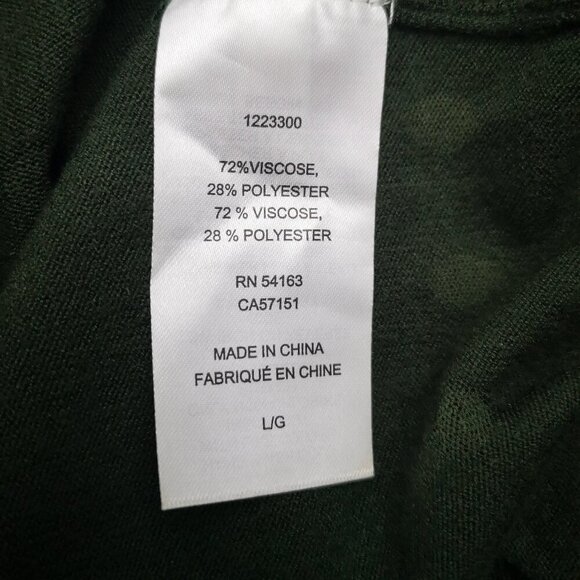 1223300
72%VISCOSE,
28% POLYESTER
72 % VISCOSE,
28 % POLYESTER
RN 54163
CA57151
MADE IN CHINA
FABRIQUÉ EN CHINE
L/G